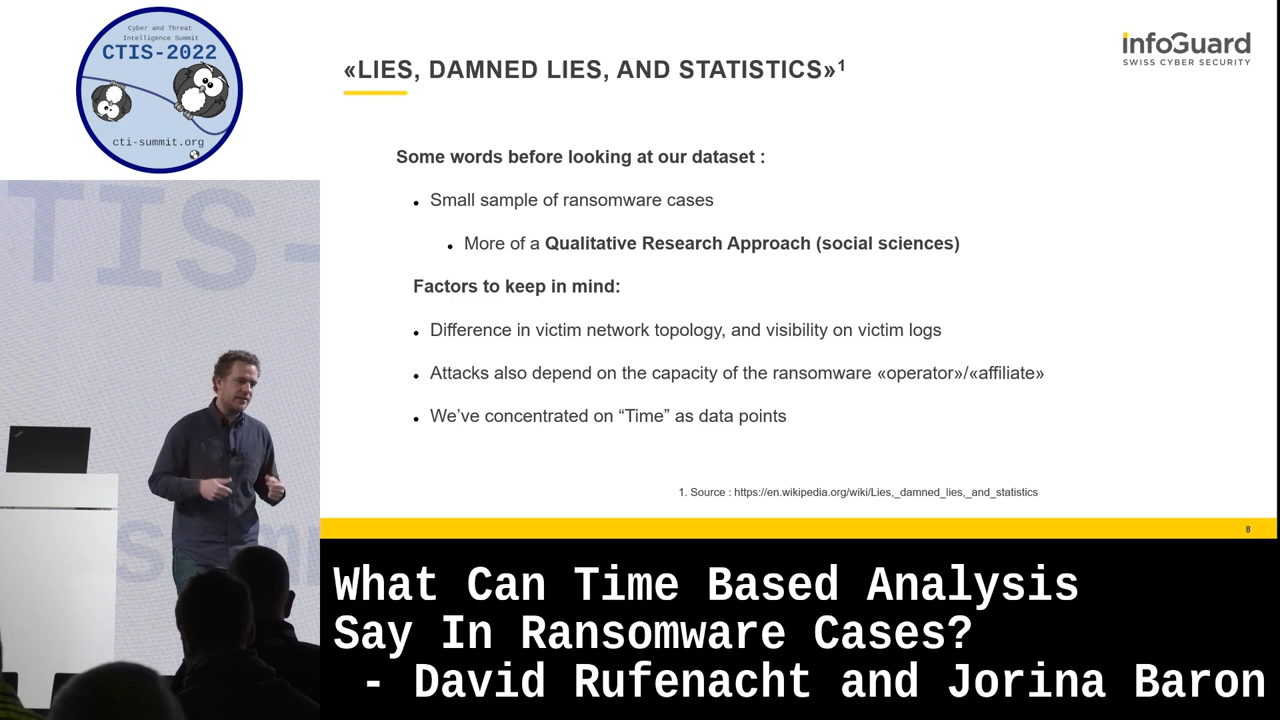 Cyber and Threat
Intelligence Summit
CTIS-2022
cti-summit.org
InfoGuard
SWISS CYBER SECURITY
«LIES, DAMNED LIES, AND STATISTICS»¹
Some words before looking at our dataset :
• Small sample of ransomware cases
• More of a Qualitative Research Approach (social sciences)
Factors to keep in mind:
• Difference in victim network topology, and visibility on victim logs
• Attacks also depend on the capacity of the ransomware «operator»/«affiliate»
• We’ve concentrated on “Time” as data points
1. Source : https://en.wikipedia.org/wiki/Lies,_damned_lies,_and_statistics
8
TIS-
What Can Time Based Analysis
Say In Ransomware Cases?
- David Rufenacht and Jorina Baron